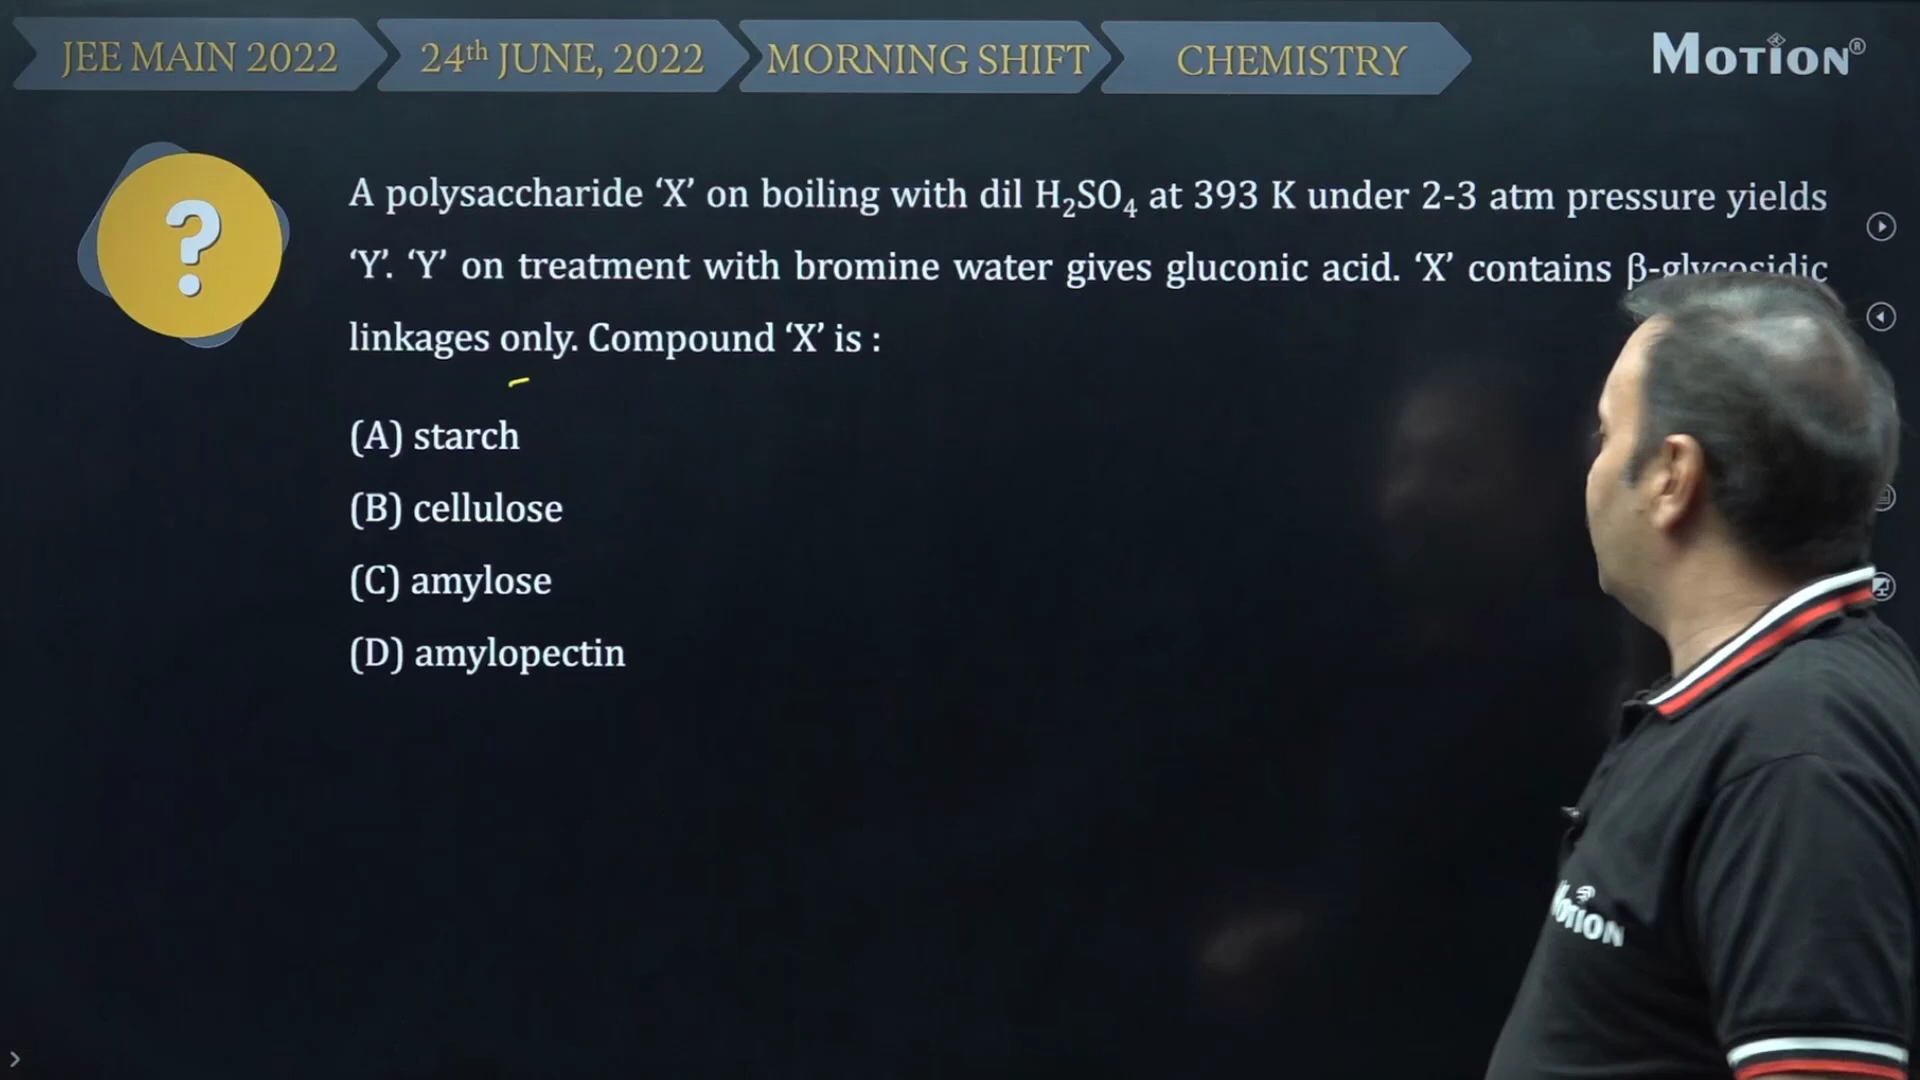 JEE MAIN 2022
24th JUNE, 2022
MORNING SHIFT
CHEMISTRY
MOTION®
?
A polysaccharide ‘X’ on boiling with dil H₂SO₄ at 393 K under 2-3 atm pressure yields
‘Y’. ‘Y’ on treatment with bromine water gives gluconic acid. ‘X’ contains β-glycosidic
linkages only. Compound ‘X’ is :
(A) starch
(B) cellulose
(C) amylose
(D) amylopectin
MOTION